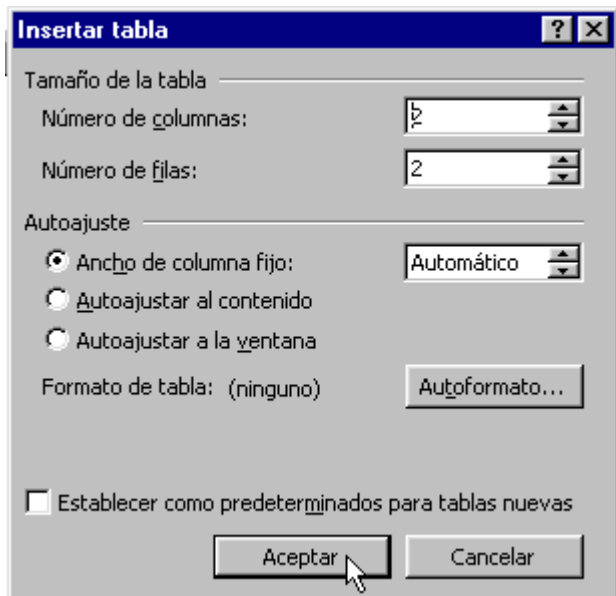 Insertar tabla
Tamaño de la tabla
Número de columnas: 2
Número de filas: 2
Autoajuste
Ancho de columna fijo: Automático
Autoajustar al contenido
Autoajustar a la ventana
Formato de tabla: (ninguno) Autoformato...
Establecer como predeterminados para tablas nuevas
Aceptar Cancelar